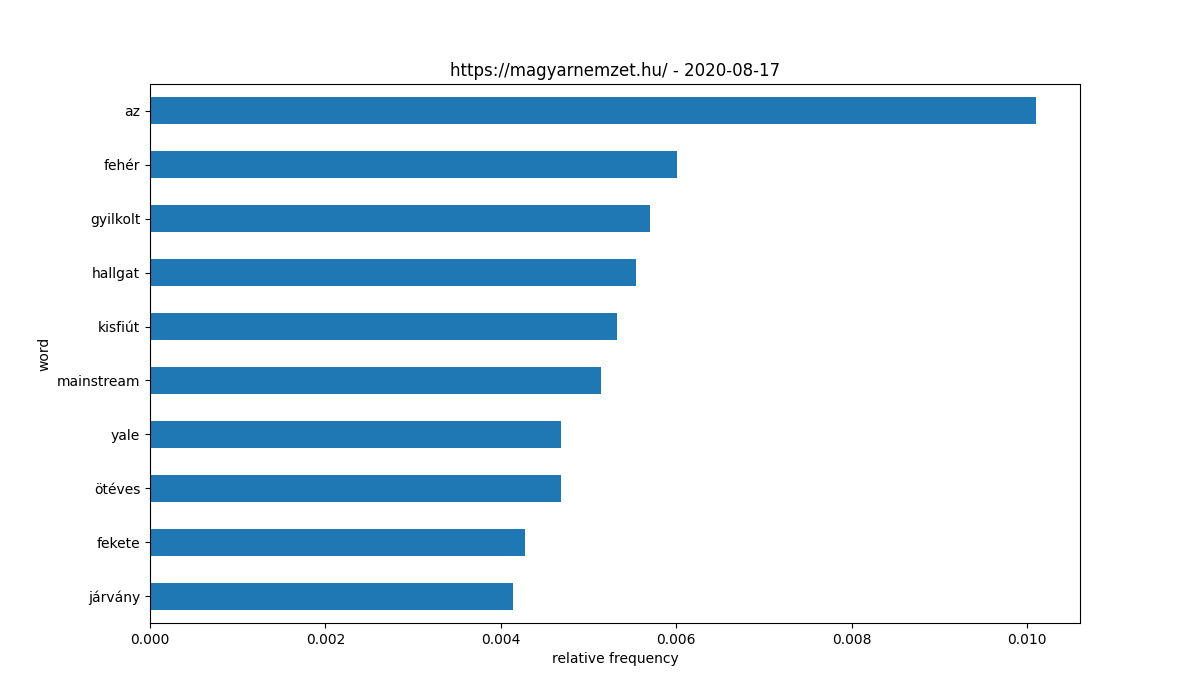 https://magyarnemzet.hu/ - 2020-08-17
az
fehér
gyilkolt
hallgat
kisfiút
mainstream
yale
ötéves
fekete
járvány
word
0.000 0.002 0.004 0.006 0.008 0.010
relative frequency